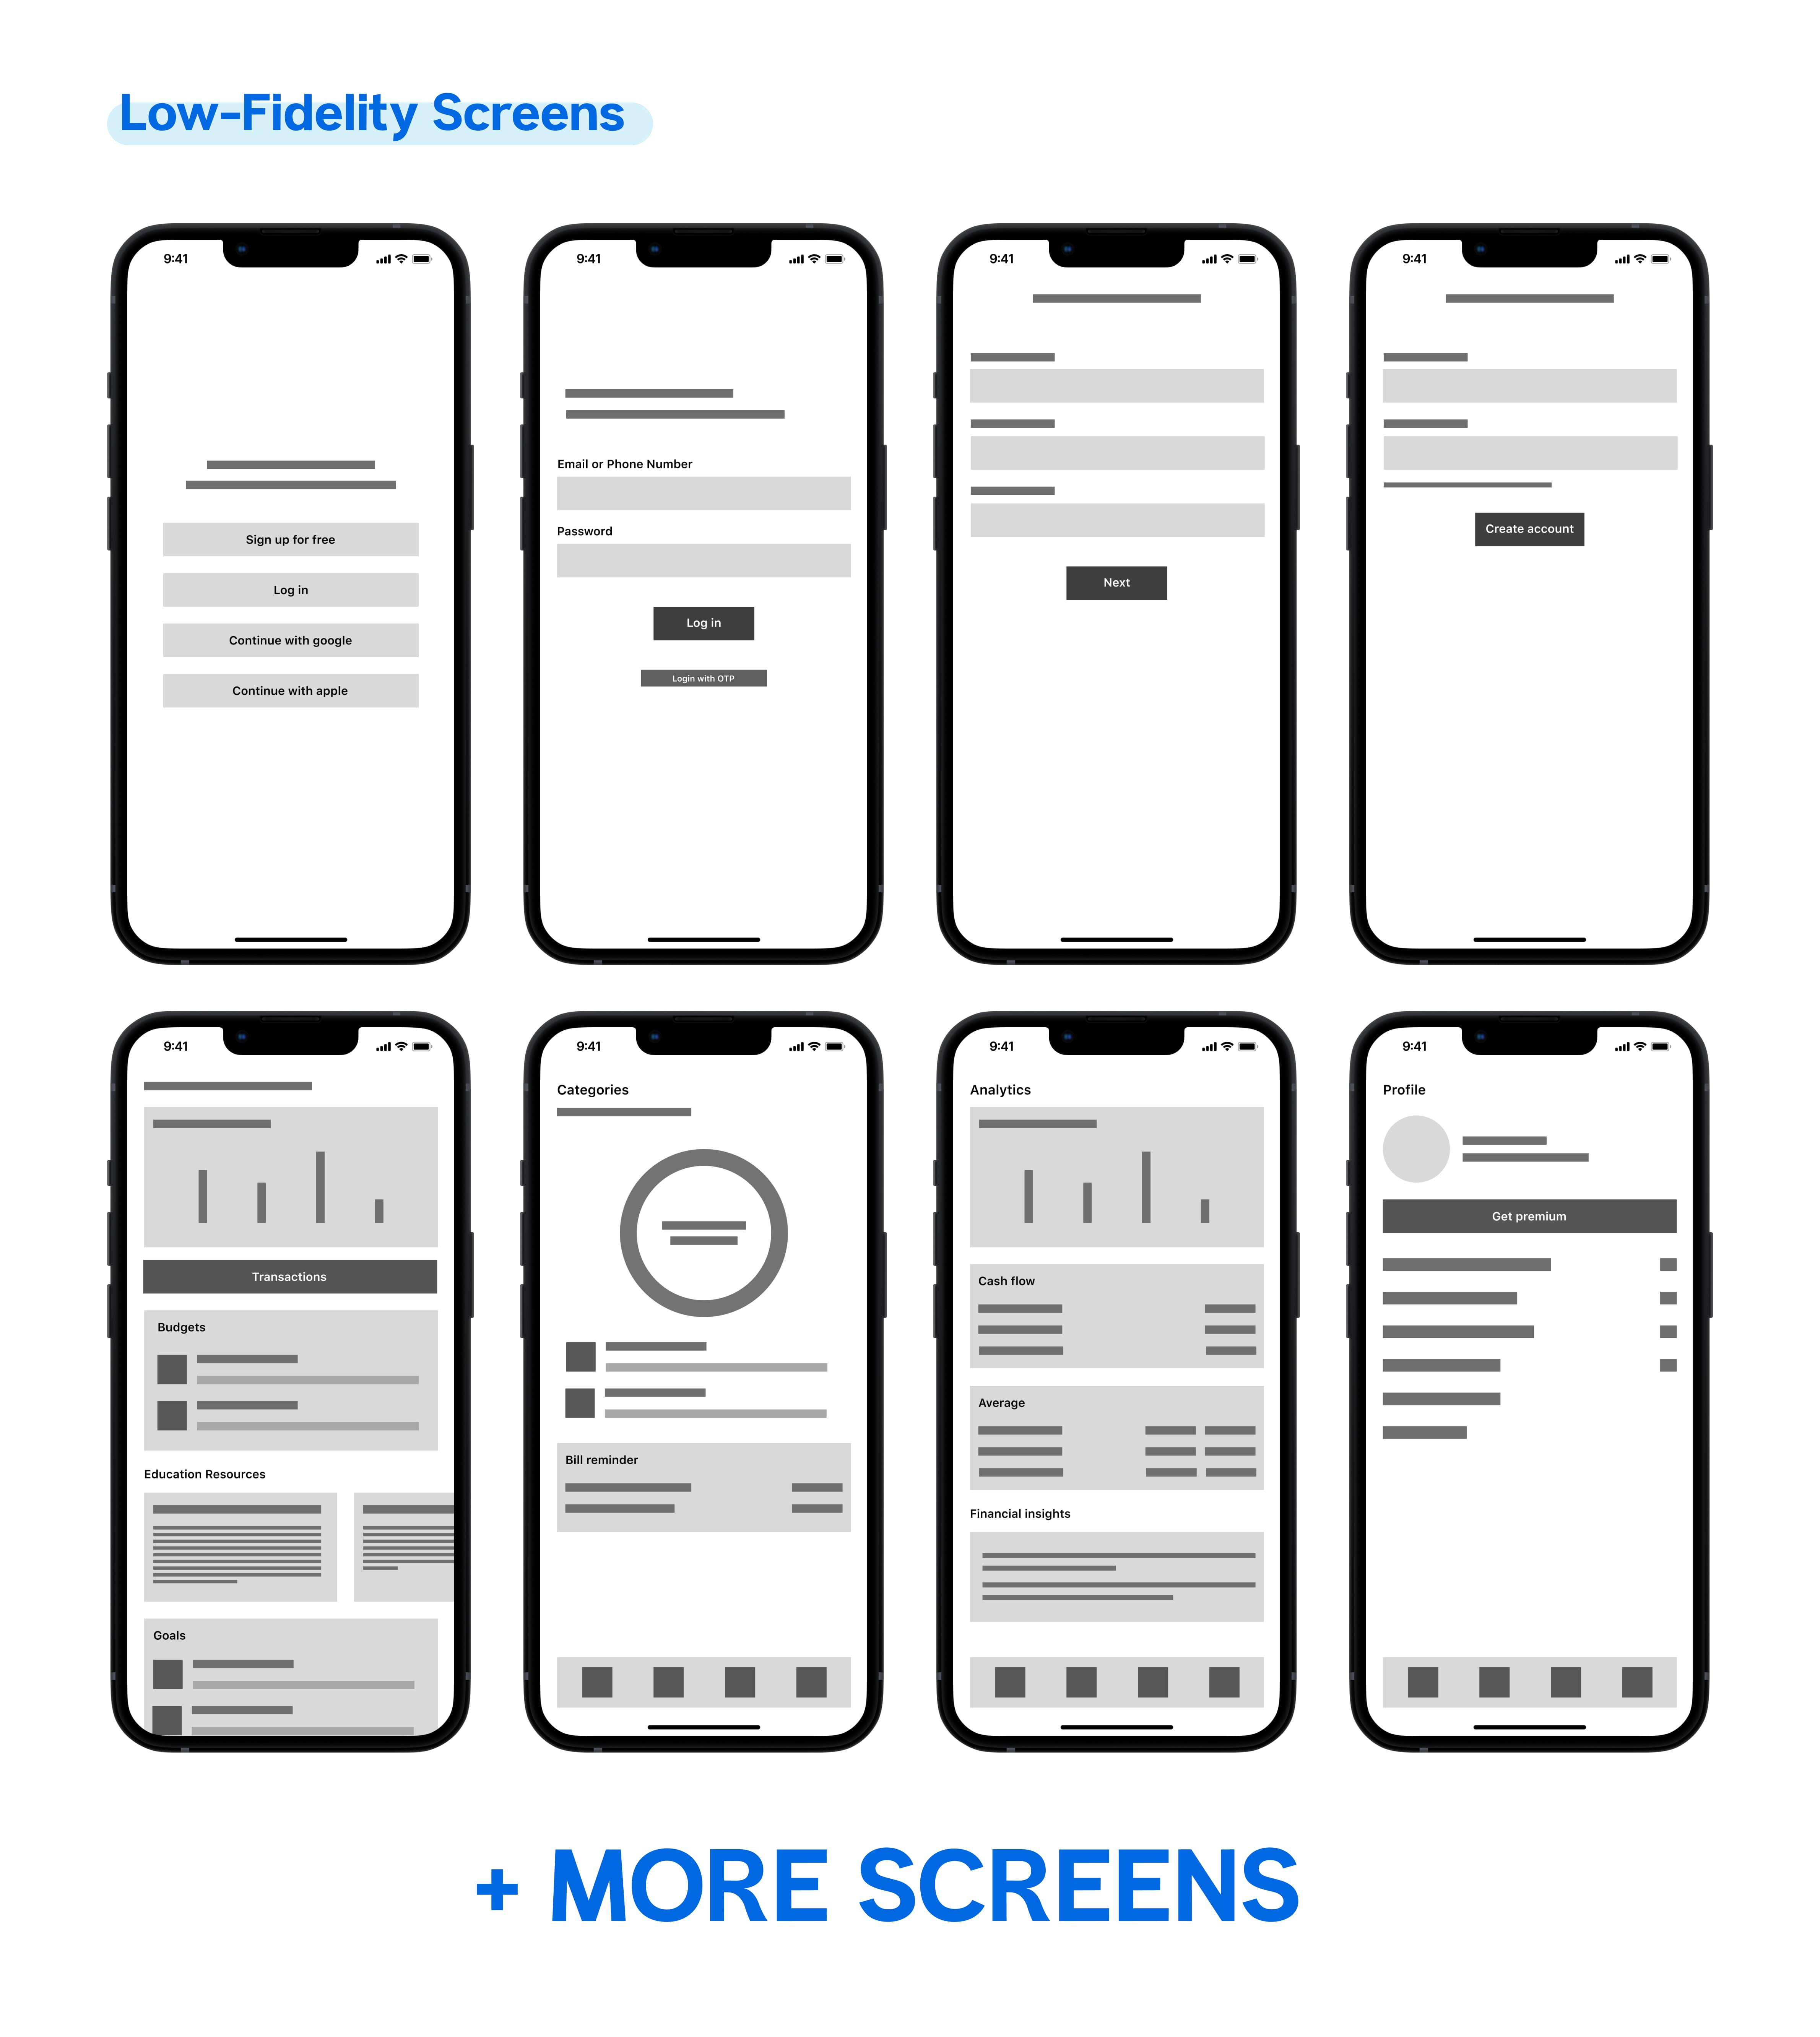 Low-Fidelity Screens
9:41
Sign up for free
Log in
Continue with google
Continue with apple
9:41
Email or Phone Number
Password
Log in
Login with OTP
9:41
Next
9:41
Create account
9:41
Transactions
Budgets
Education Resources
Goals
9:41
Categories
Bill reminder
9:41
Analytics
Cash flow
Average
Financial insights
9:41
Profile
Get premium
+ MORE SCREENS